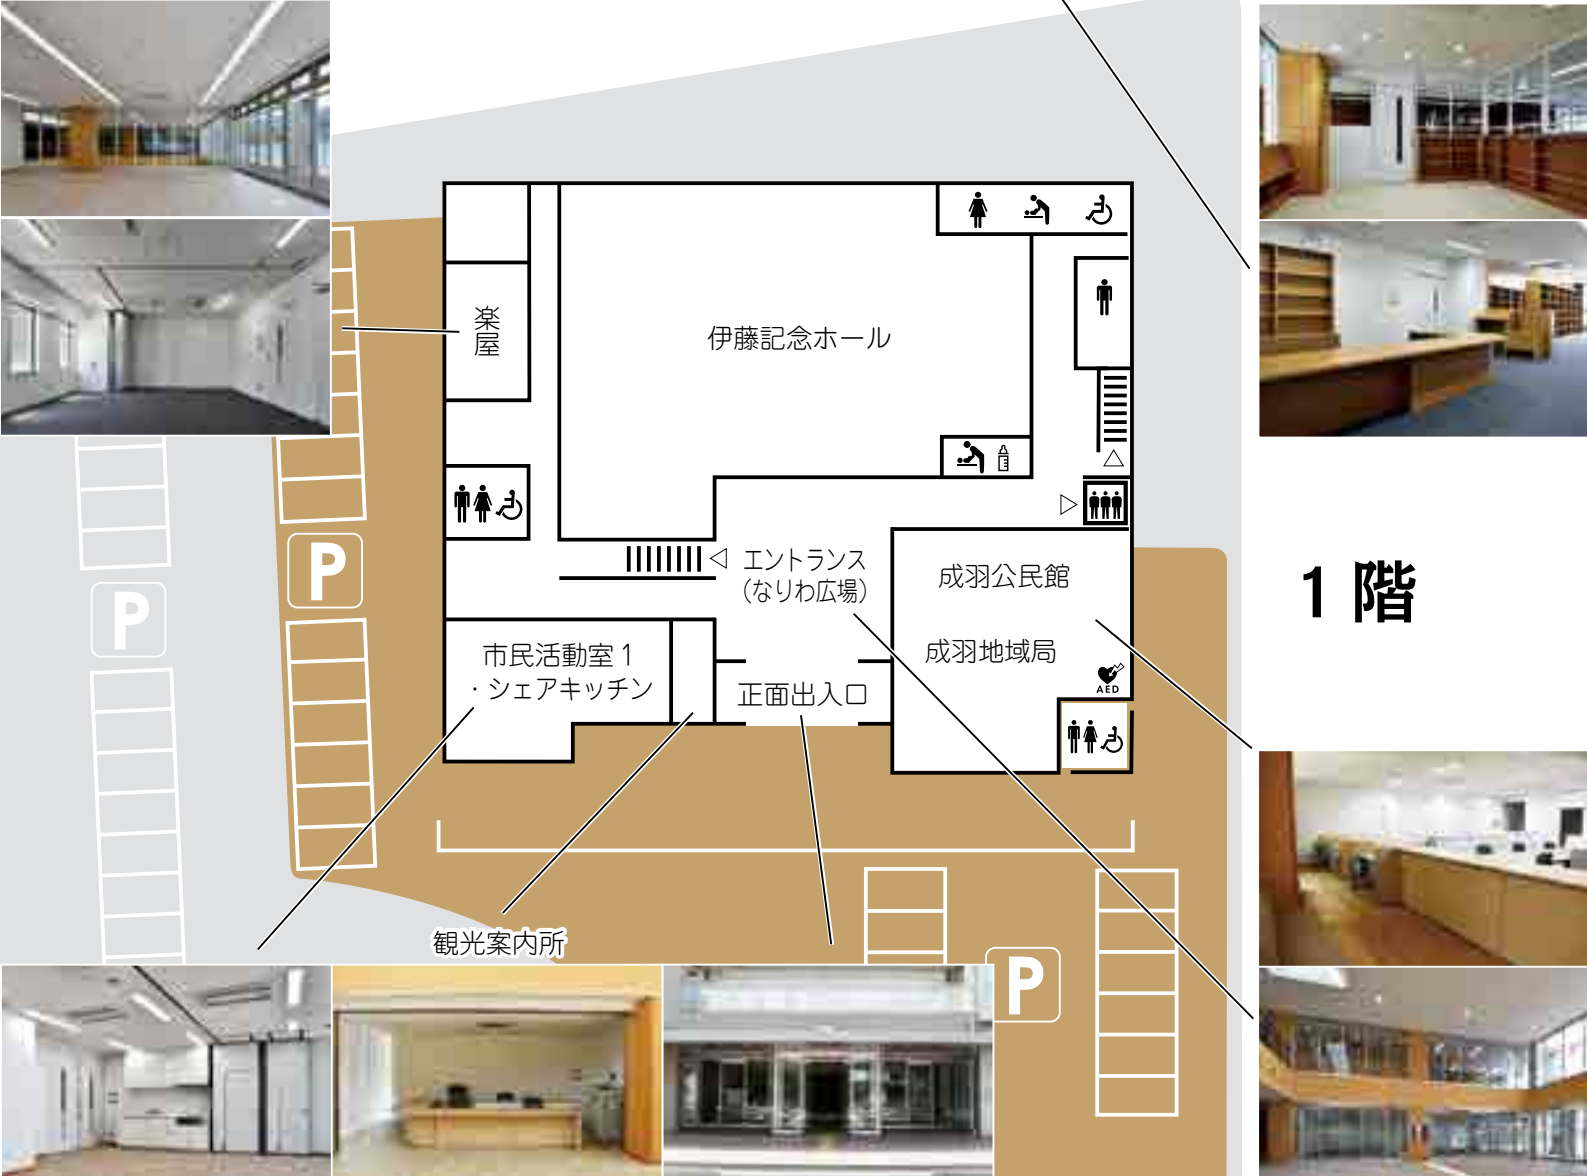 楽屋
伊藤記念ホール
エントランス
（なりわ広場）
成羽公民館
成羽地域局
1 階
市民活動室 1
・シェアキッチン
正面出入口
AED
P
P
観光案内所
P